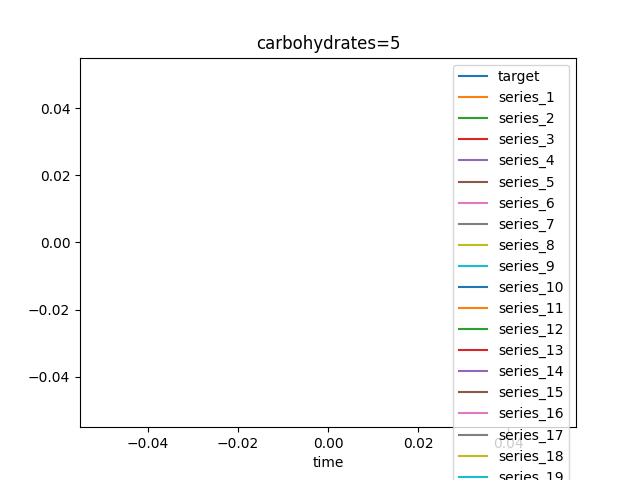 carbohydrates=5
target
series_1
series_2
series_3
series_4
series_5
series_6
series_7
series_8
series_9
series_10
series_11
series_12
series_13
series_14
series_15
series_16
series_17
series_18
series_19
0.04
0.02
0.00
−0.02
−0.04
−0.04 −0.02 0.00 0.02 0.04
time